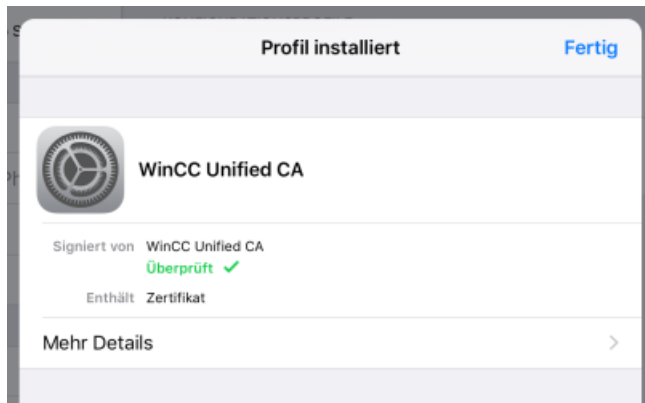 Profil installiert
Fertig
WinCC Unified CA
Signiert von WinCC Unified CA
Überprüft ✓
Enthält Zertifikat
Mehr Details